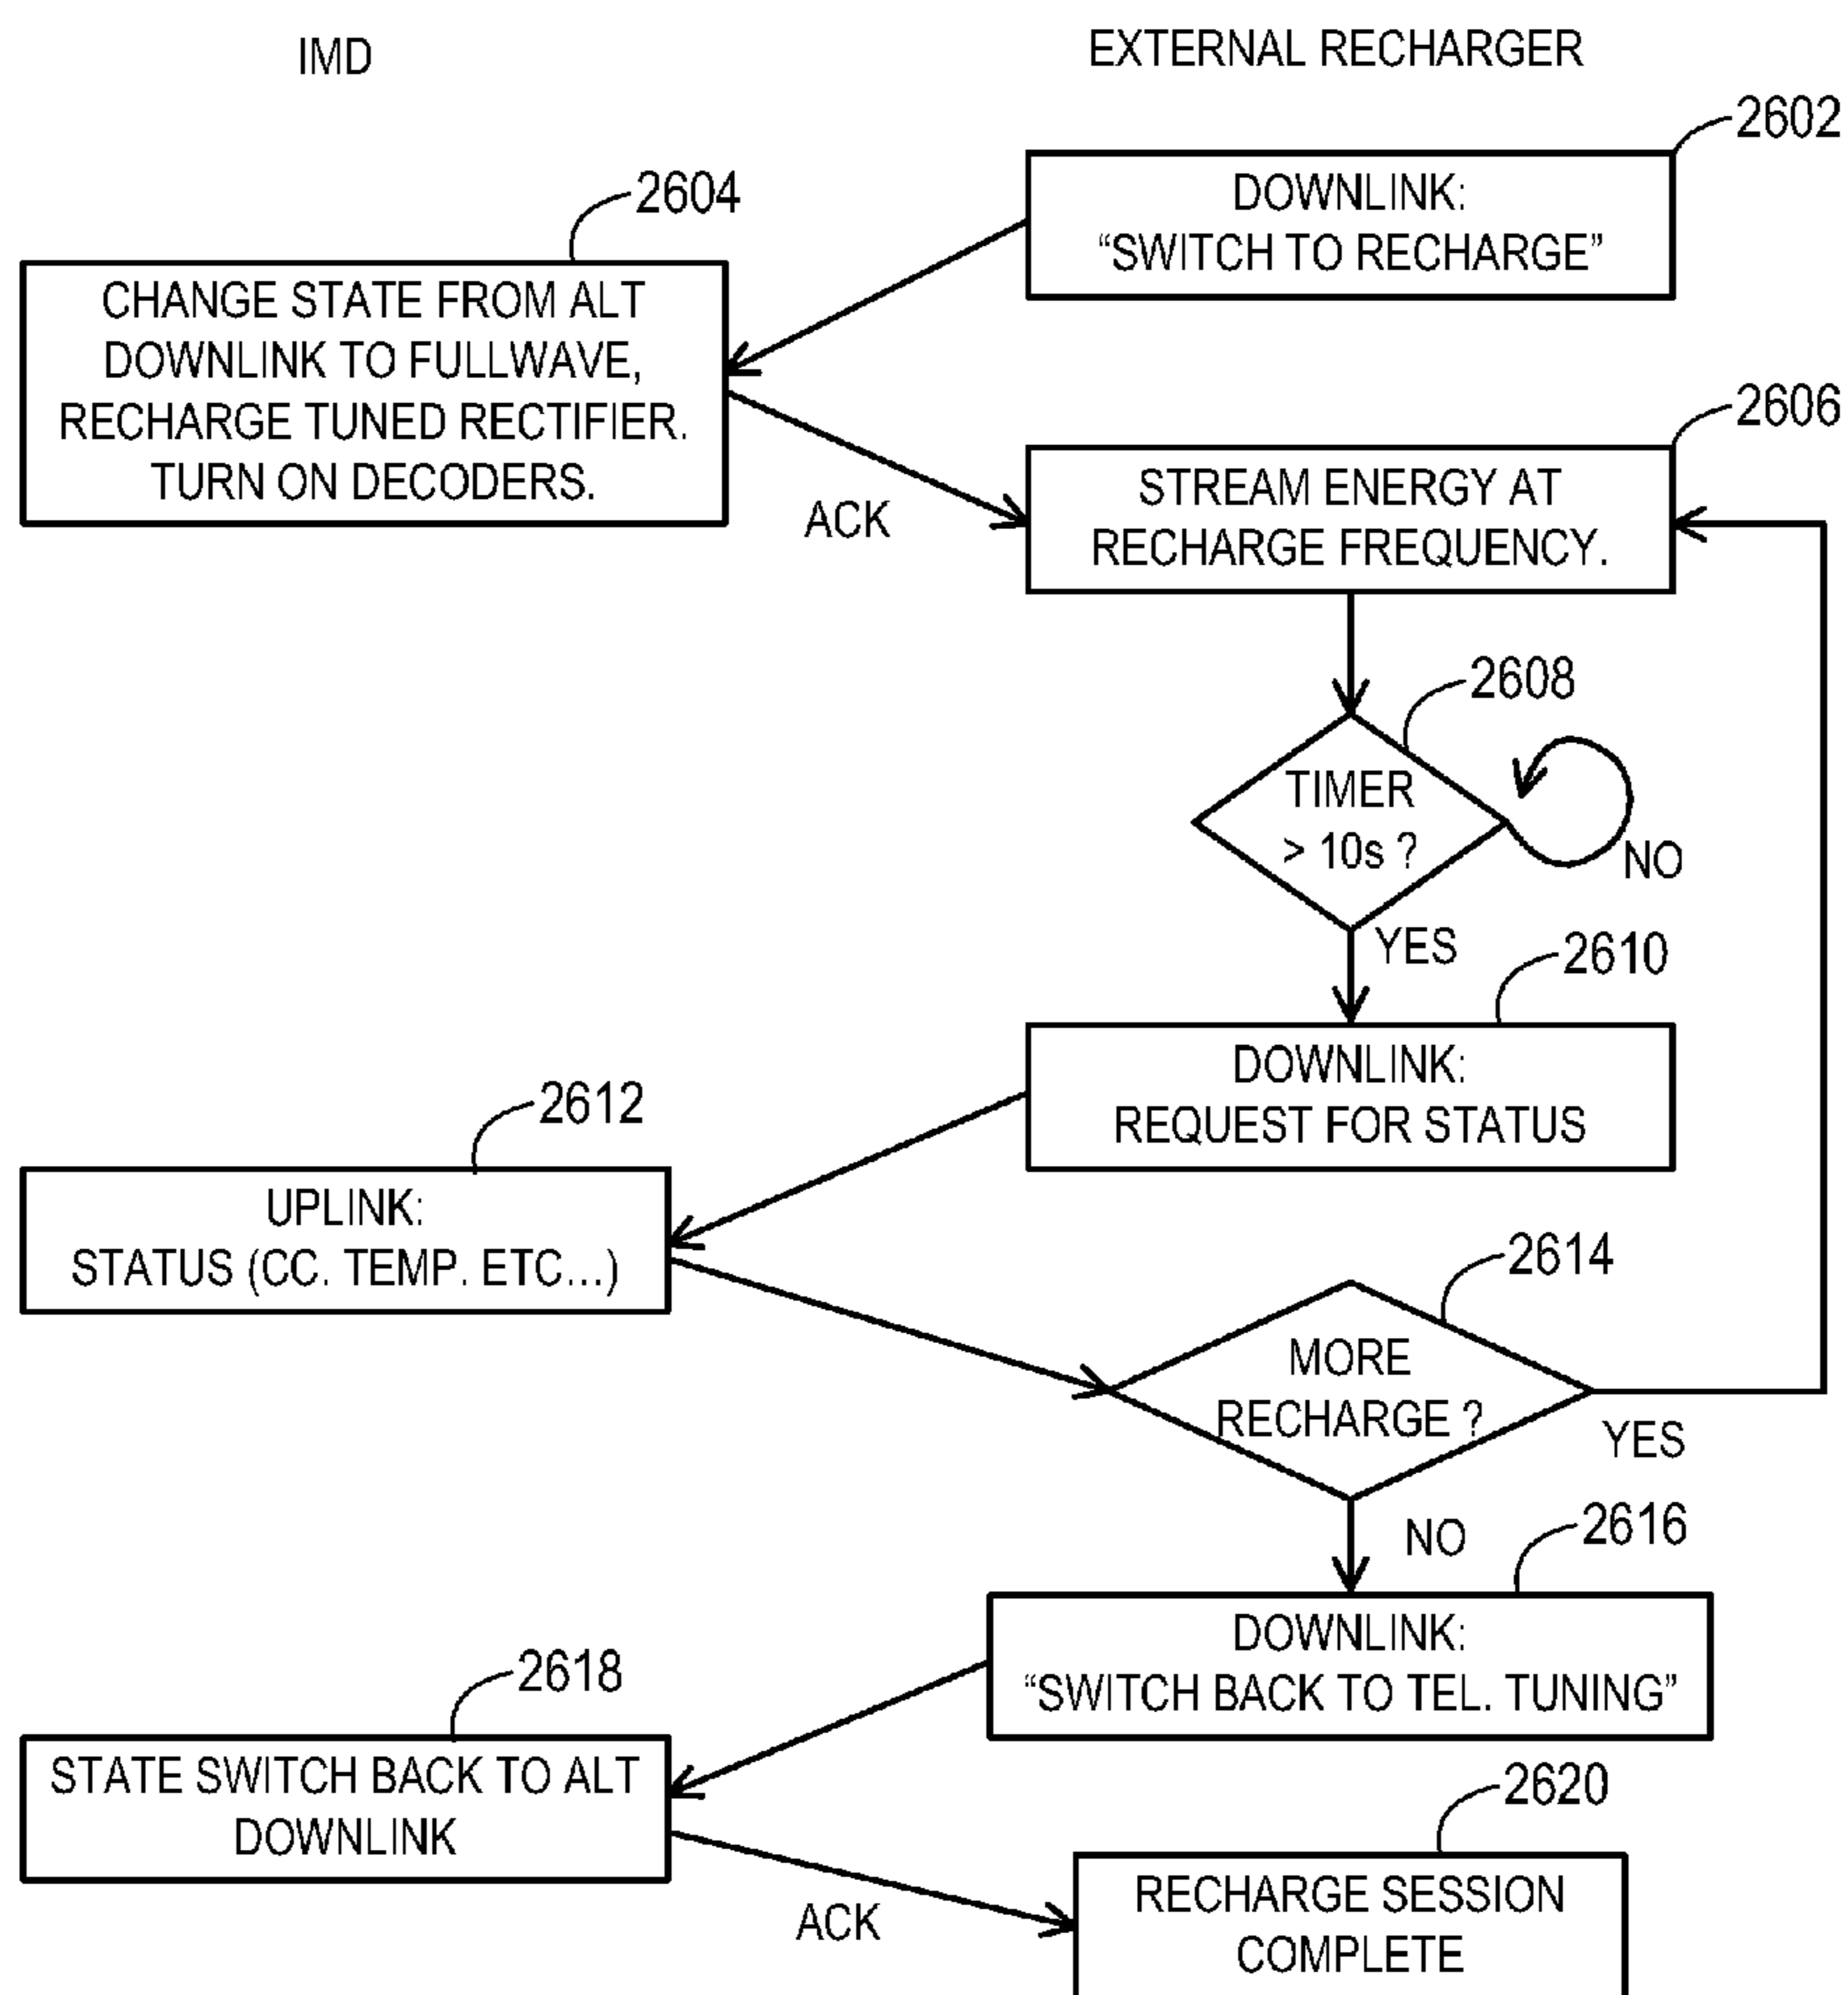 IMD
EXTERNAL RECHARGER
2602
DOWNLINK:
“SWITCH TO RECHARGE”
2604
CHANGE STATE FROM ALT
DOWNLINK TO FULLWAVE,
RECHARGE TUNED RECTIFIER.
TURN ON DECODERS.
ACK
2606
STREAM ENERGY AT
RECHARGE FREQUENCY.
2608
TIMER
> 10s ?
NO
YES
2610
DOWNLINK:
REQUEST FOR STATUS
2612
UPLINK:
STATUS (CC. TEMP. ETC...)
2614
MORE
RECHARGE ?
YES
NO
2616
DOWNLINK:
“SWITCH BACK TO TEL. TUNING”
2618
STATE SWITCH BACK TO ALT
DOWNLINK
ACK
2620
RECHARGE SESSION
COMPLETE